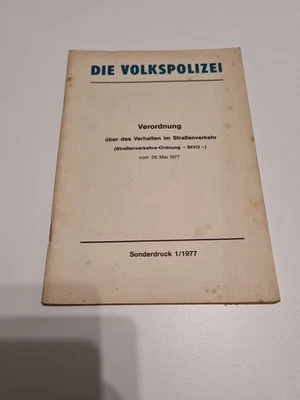 DIE VOLKSPOLIZEI
Verordnung
über das Verhalten im Straßenverkehr
(Straßenverkehrs-Ordnung – StVO –)
vom 26. Mai 1977
Sonderdruck 1/1977